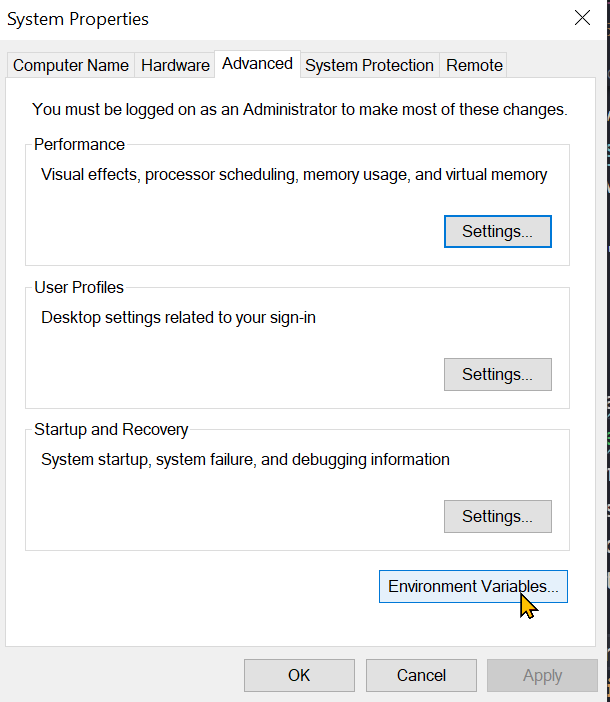 System Properties
Computer Name Hardware Advanced System Protection Remote
You must be logged on as an Administrator to make most of these changes.
Performance
Visual effects, processor scheduling, memory usage, and virtual memory
Settings...
User Profiles
Desktop settings related to your sign-in
Settings...
Startup and Recovery
System startup, system failure, and debugging information
Settings...
Environment Variables...
OK Cancel Apply